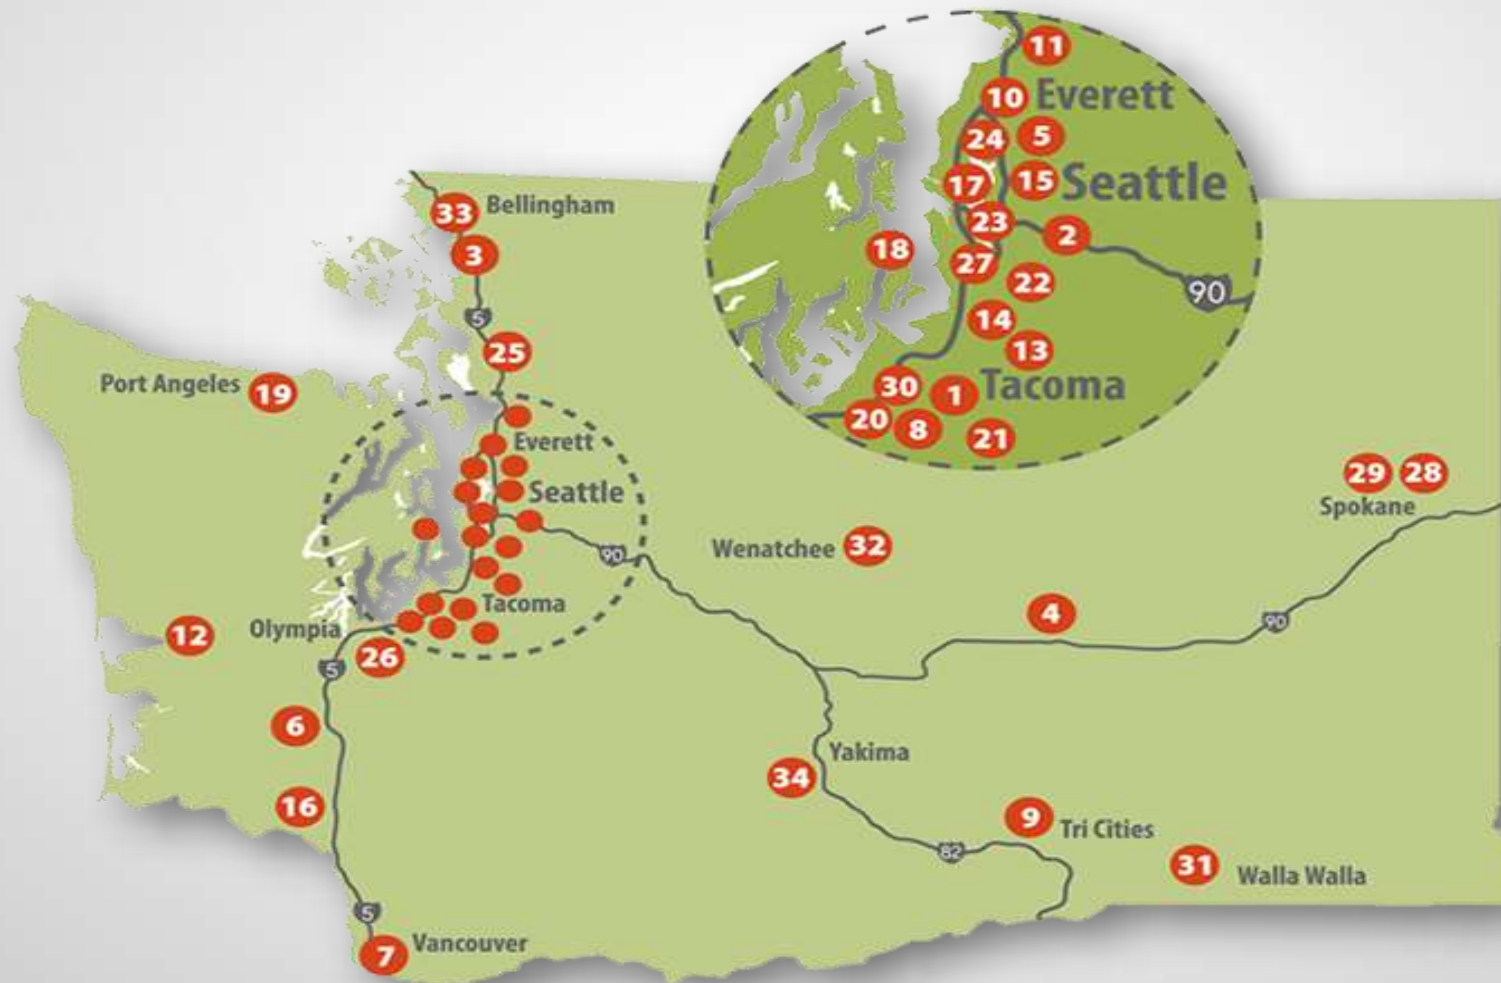 11
10 Everett
24 5
17 15 Seattle
23 2
18
27 22
90
14
13
30 1 Tacoma
20 8 21
33 Bellingham
3
5
25
Port Angeles 19
Everett
Seattle
90
Tacoma
Olympia
12
26
5
6
16
5
7 Vancouver
29 28
Spokane
Wenatchee 32
4
90
Yakima
34
9 Tri Cities
82
31 Walla Walla